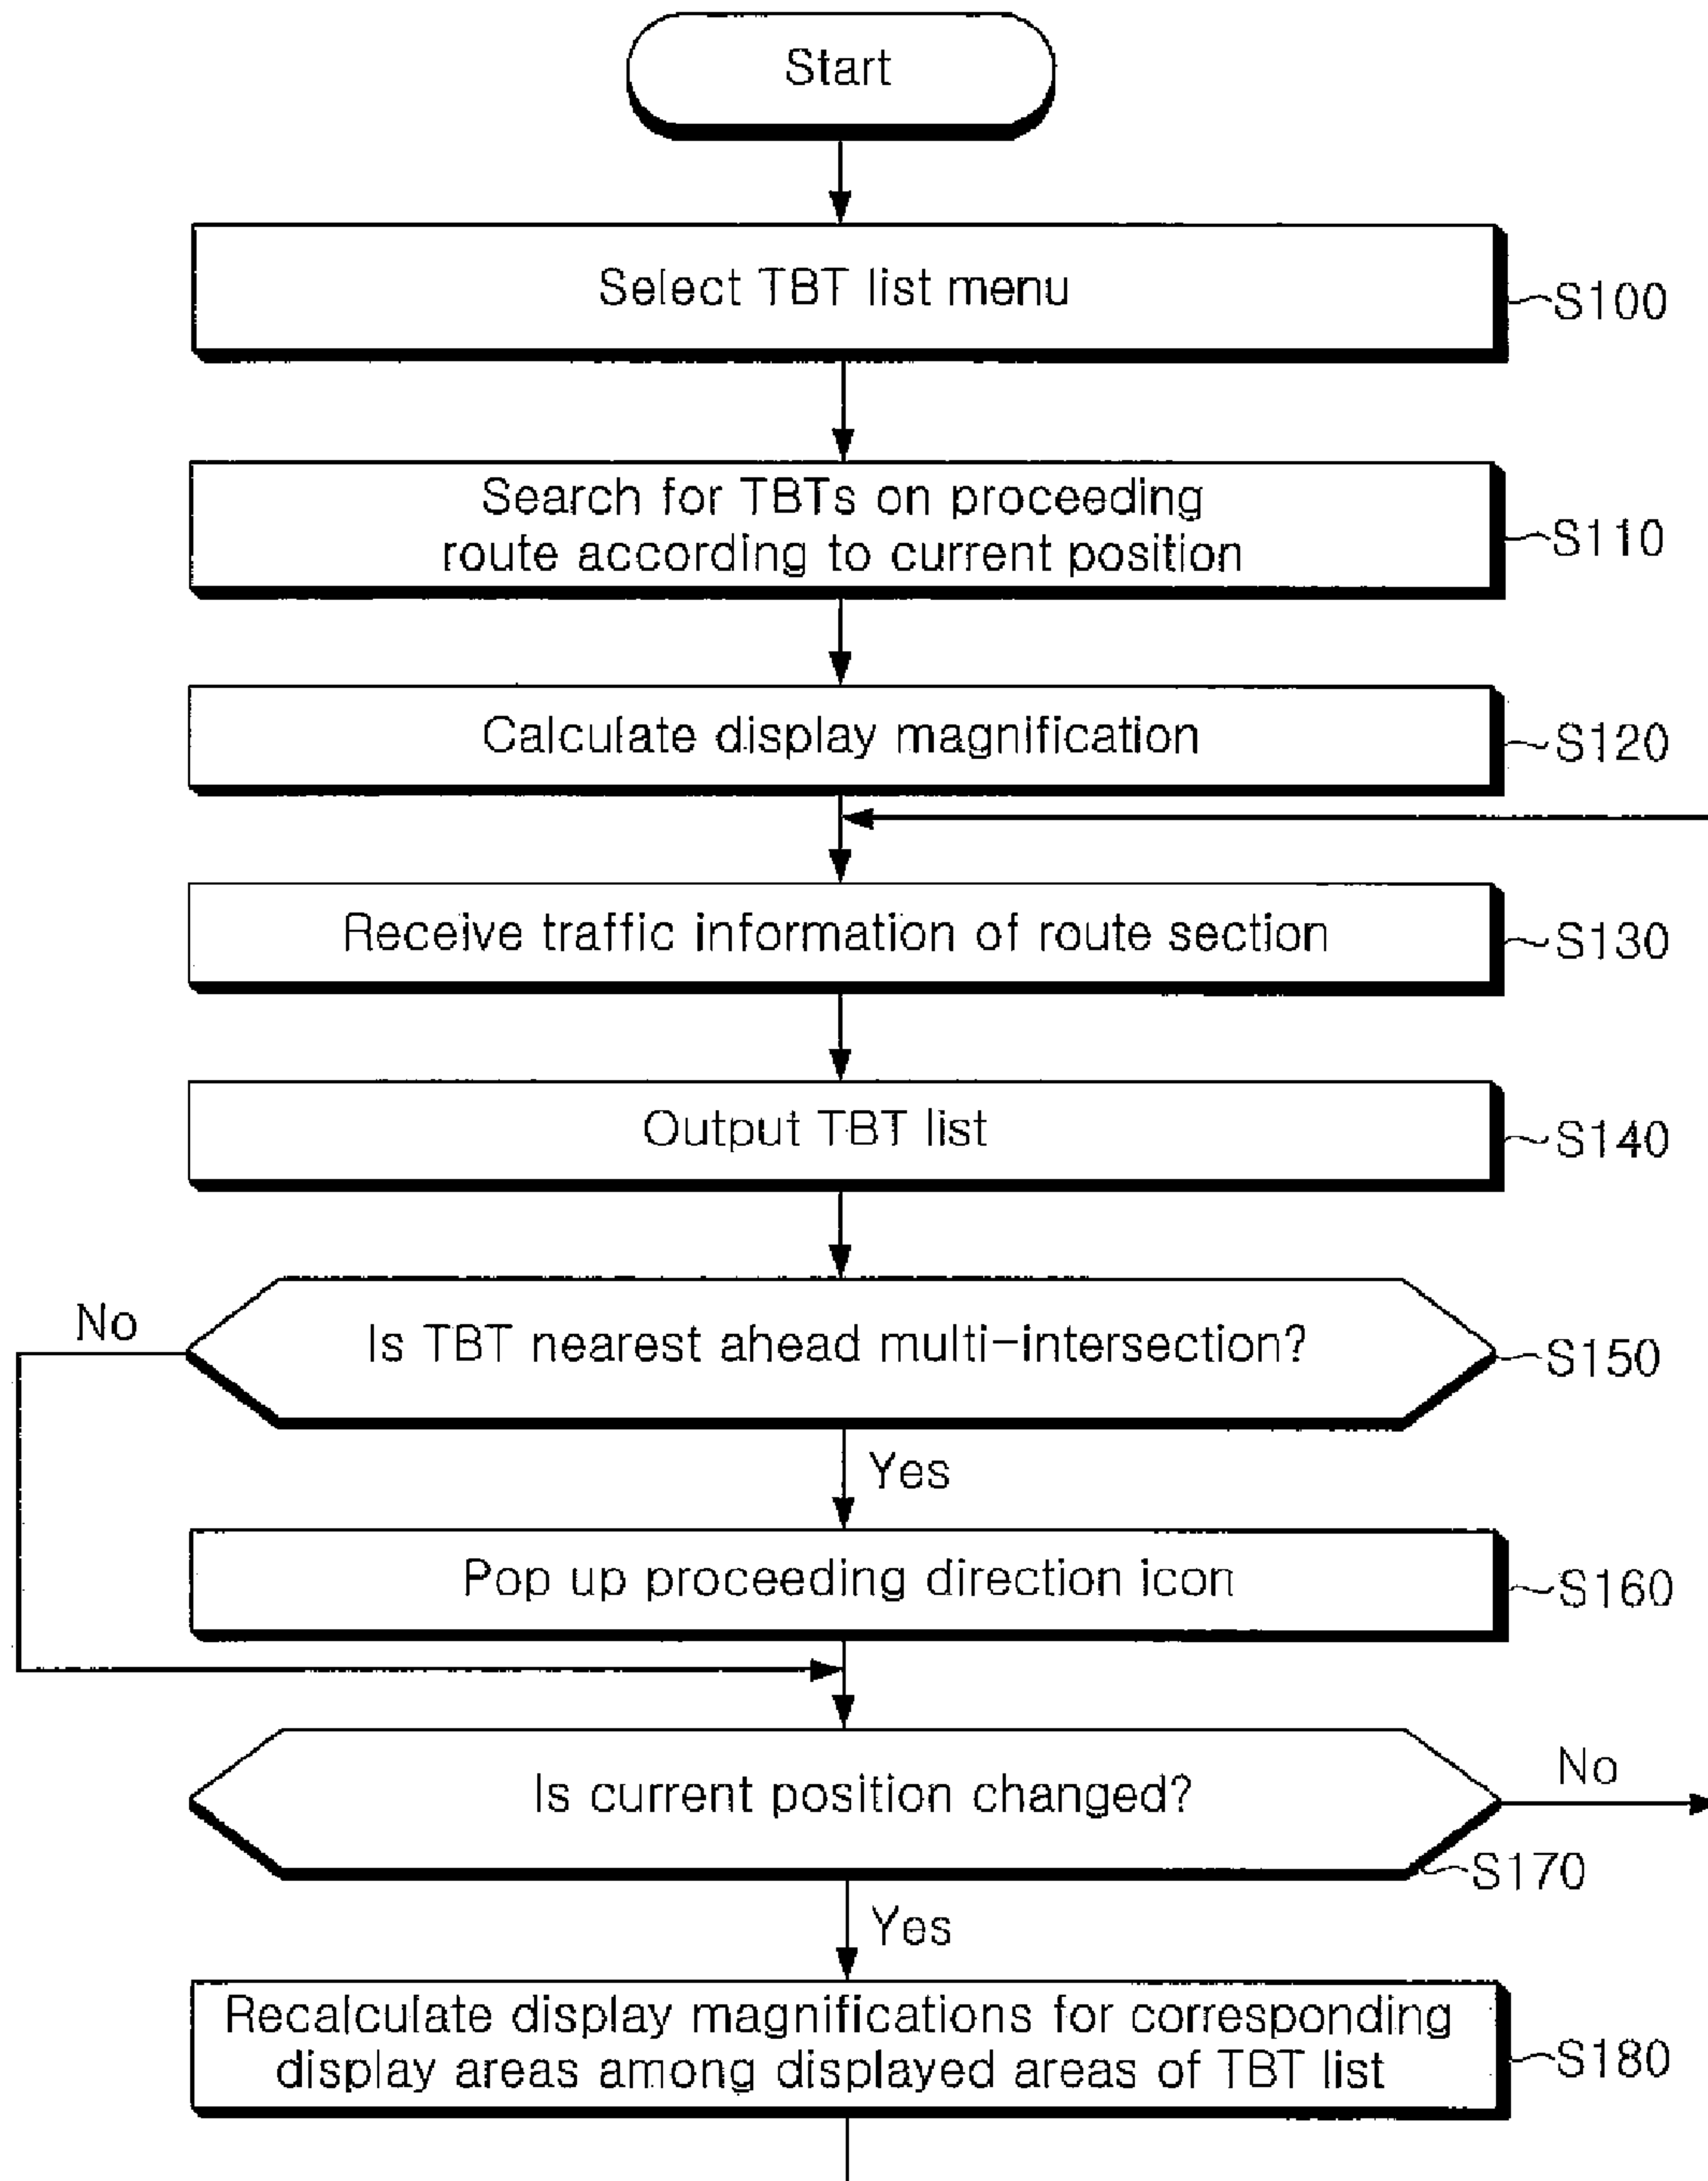 Start
Select TBT list menu
S100
Search for TBTs on proceeding
route according to current position
S110
Calculate display magnification
S120
Receive traffic information of route section
S130
Output TBT list
S140
No
Is TBT nearest ahead multi-intersection?
S150
Yes
Pop up proceeding direction icon
S160
Is current position changed?
No
S170
Yes
Recalculate display magnifications for corresponding
display areas among displayed areas of TBT list
S180